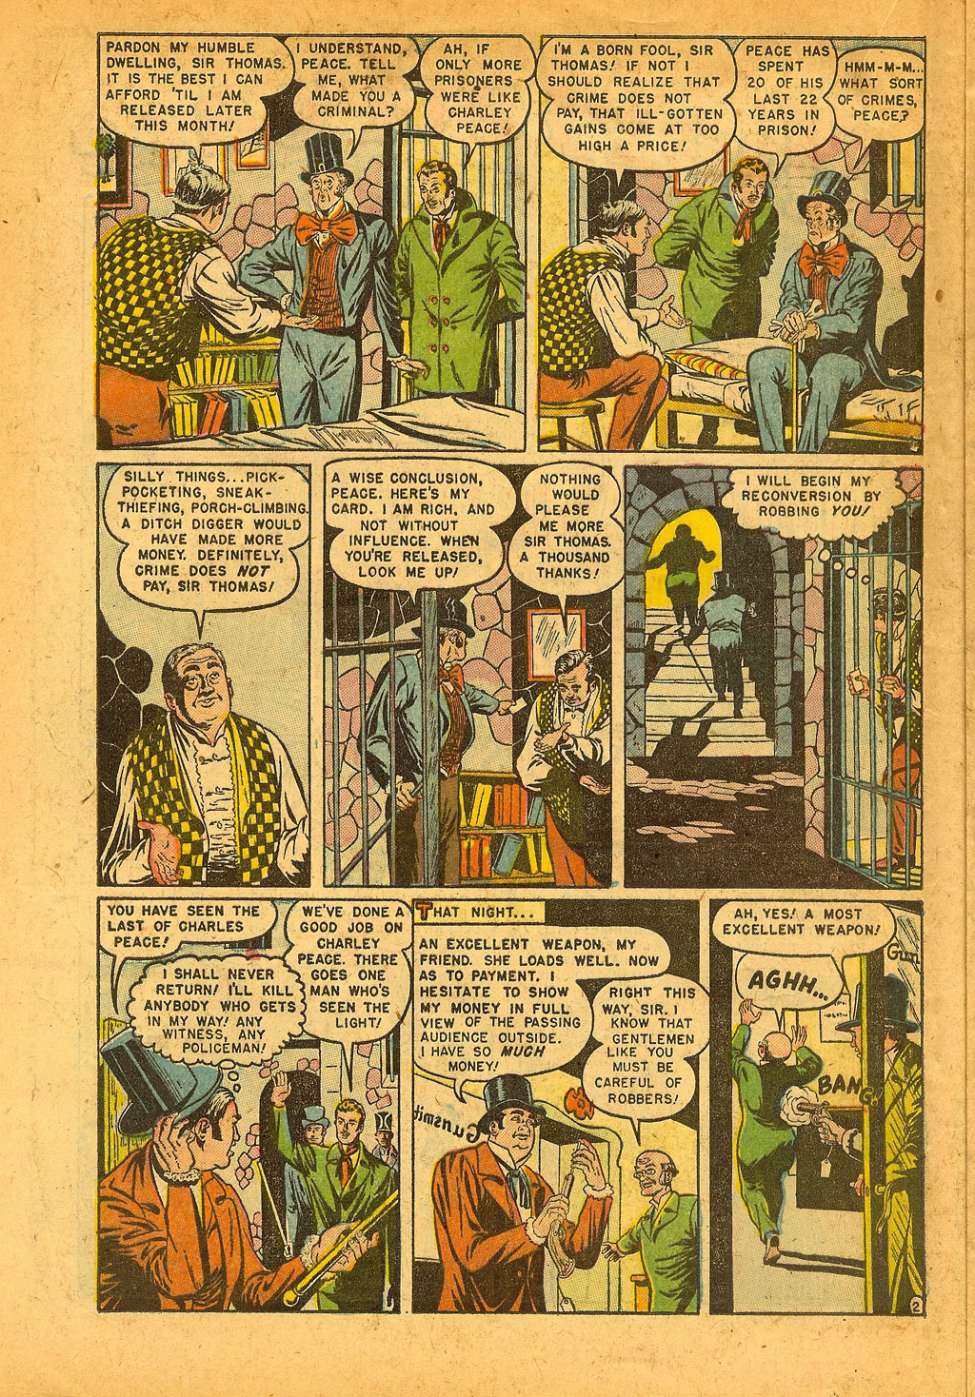 PARDON MY HUMBLE
DWELLING, SIR THOMAS.
IT IS THE BEST I CAN
AFFORD 'TIL I AM
RELEASED LATER
THIS MONTH!
I UNDERSTAND,
PEACE. TELL
ME, WHAT
MADE YOU A
CRIMINAL?
AH, IF
ONLY MORE
PRISONERS
WERE LIKE
CHARLEY
PEACE!
I'M A BORN FOOL, SIR
THOMAS! IF NOT I
SHOULD REALIZE THAT
CRIME DOES NOT
PAY, THAT ILL-GOTTEN
GAINS COME AT TOO
HIGH A PRICE!
PEACE HAS
SPENT
20 OF HIS
LAST 22
YEARS IN
PRISON!
HMM-M-M...
WHAT SORT
OF CRIMES,
PEACE?
SILLY THINGS...PICK-
POCKETING, SNEAK-
THIEFING, PORCH-CLIMBING.
A DITCH DIGGER WOULD
HAVE MADE MORE
MONEY. DEFINITELY,
CRIME DOES NOT
PAY, SIR THOMAS!
A WISE CONCLUSION,
PEACE. HERE'S MY
CARD. I AM RICH, AND
NOT WITHOUT
INFLUENCE. WHEN
YOU'RE RELEASED,
LOOK ME UP!
NOTHING
WOULD
PLEASE
ME MORE
SIR THOMAS.
A THOUSAND
THANKS!
I WILL BEGIN MY
RECONVERSION BY
ROBBING YOU!
YOU HAVE SEEN THE
LAST OF CHARLES
PEACE!
I SHALL NEVER
RETURN! I'LL KILL
ANYBODY WHO GETS
IN MY WAY! ANY
WITNESS, ANY
POLICEMAN!
WE'VE DONE A
GOOD JOB ON
CHARLEY
PEACE. THERE
GOES ONE
MAN WHO'S
SEEN THE
LIGHT!
THAT NIGHT...
AN EXCELLENT WEAPON, MY
FRIEND. SHE LOADS WELL. NOW
AS TO PAYMENT. I
HESITATE TO SHOW
MY MONEY IN FULL
VIEW OF THE PASSING
AUDIENCE OUTSIDE.
I HAVE SO MUCH
MONEY!
RIGHT THIS
WAY, SIR. I
KNOW THAT
GENTLEMEN
LIKE YOU
MUST BE
CAREFUL OF
ROBBERS!
Gunsmit
AH, YES! A MOST
EXCELLENT WEAPON!
AGHH...
Gun
BANG
2